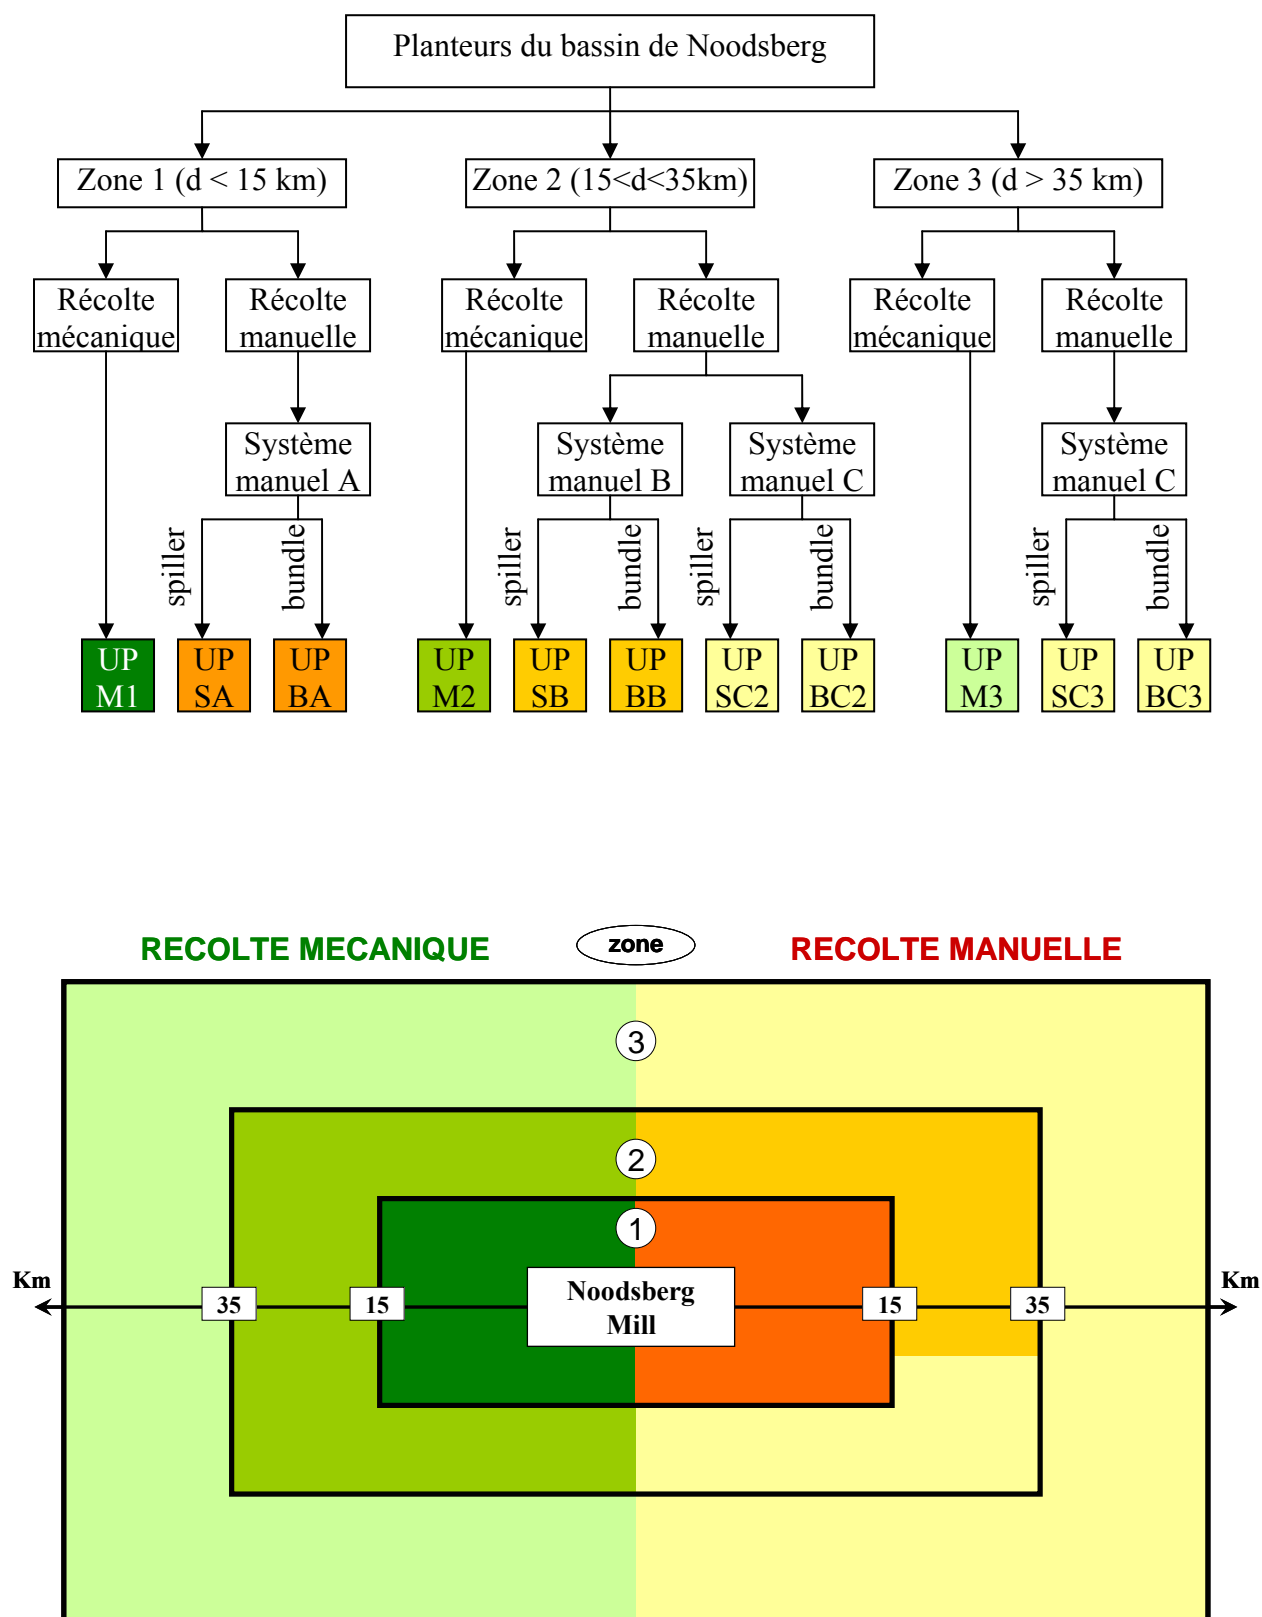 Planteurs du bassin de Noodsberg
Zone 1 (d < 15 km)
Zone 2 (15<d<35km)
Zone 3 (d > 35 km)
Récolte
mécanique
Récolte
manuelle
Récolte
mécanique
Récolte
manuelle
Récolte
mécanique
Récolte
manuelle
Système
manuel A
Système
manuel B
Système
manuel C
Système
manuel C
spiller
bundle
spiller
bundle
spiller
bundle
spiller
bundle
UP
M1
UP
SA
UP
BA
UP
M2
UP
SB
UP
BB
UP
SC2
UP
BC2
UP
M3
UP
SC3
UP
BC3
RECOLTE MECANIQUE
zone
RECOLTE MANUELLE
3
2
1
Km
35
15
Noodsberg
Mill
15
35
Km